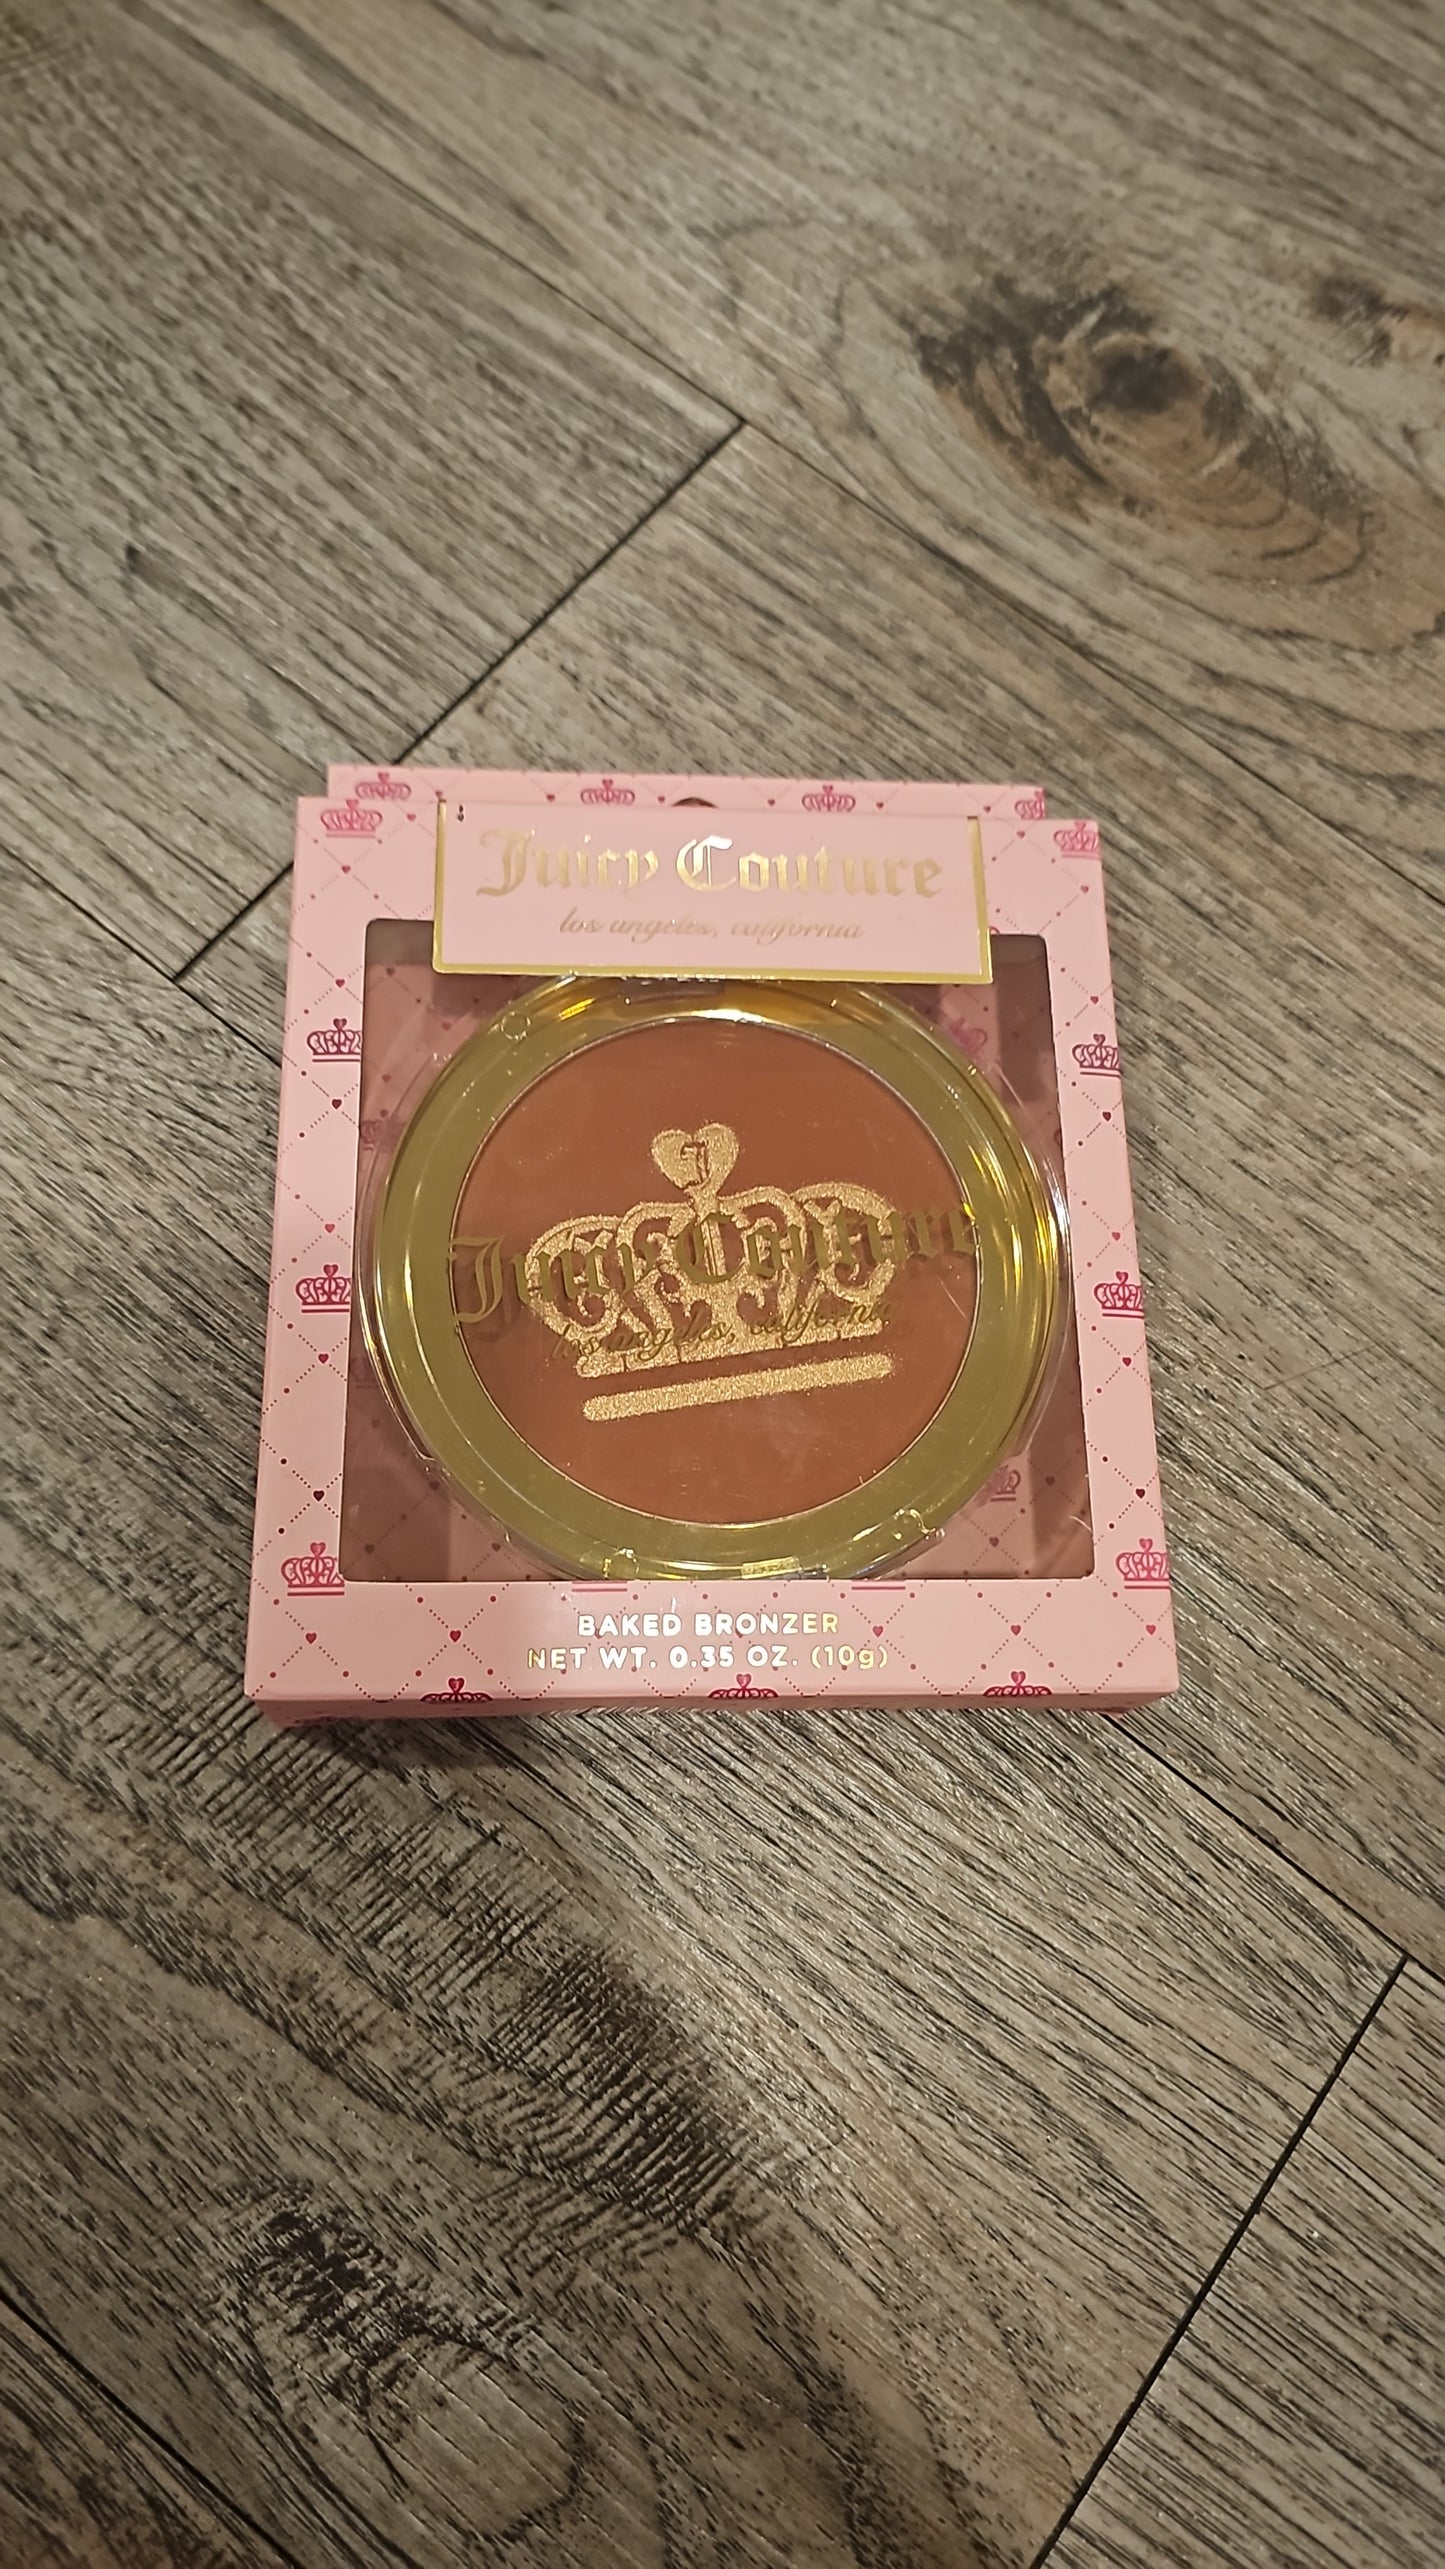 Juicy Couture
los angeles, california
J
Juicy Couture
los angeles, california
BAKED BRONZER
NET WT. 0.35 OZ. (10g)